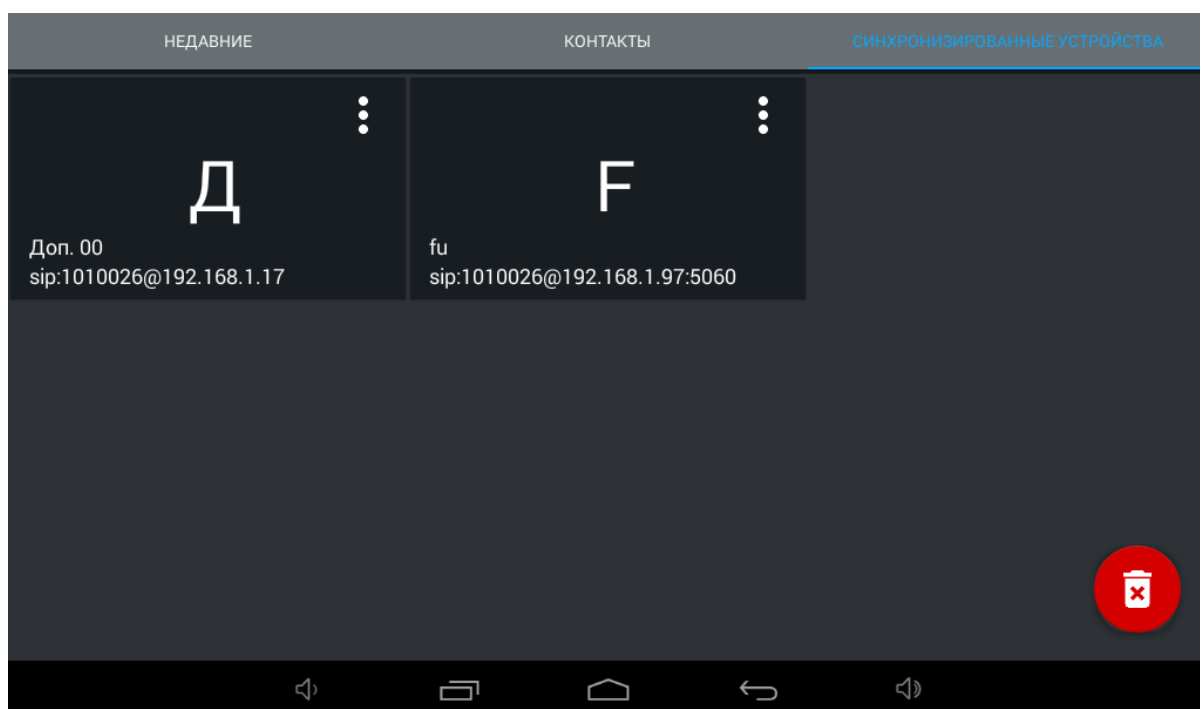 НЕДАВНИЕ
КОНТАКТЫ
СИНХРОНИЗИРОВАННЫЕ УСТРОЙСТВА
Д
Доп. 00
sip:1010026@192.168.1.17
F
fu
sip:1010026@192.168.1.97:5060